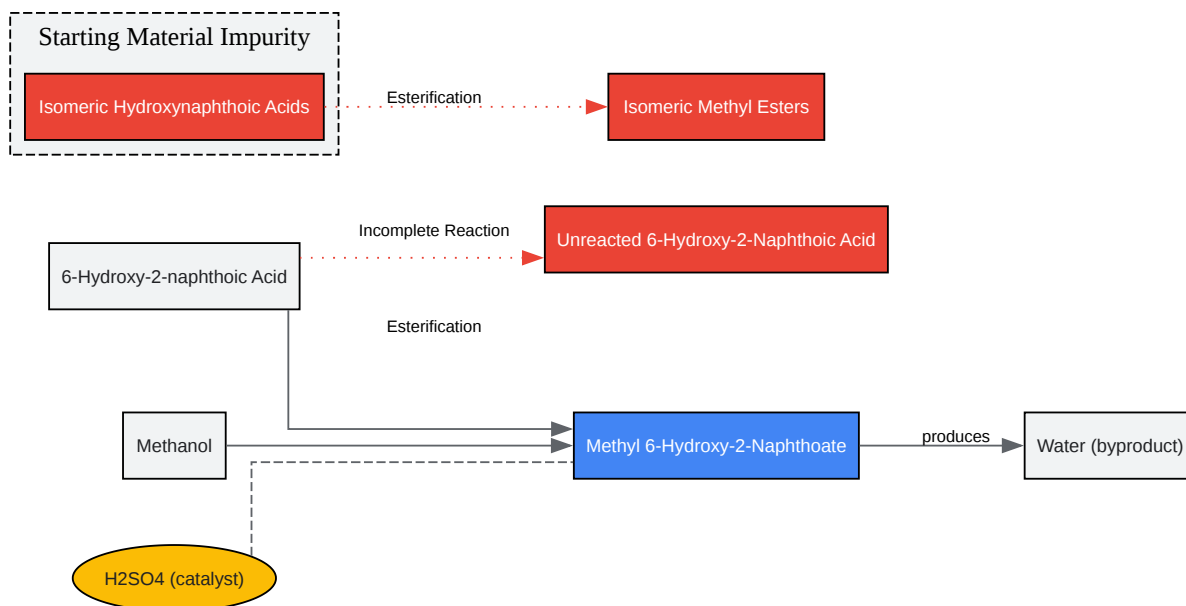 Starting Material Impurity
Isomeric Hydroxynaphthoic Acids
Esterification
Isomeric Methyl Esters
Incomplete Reaction
Unreacted 6-Hydroxy-2-Naphthoic Acid
6-Hydroxy-2-naphthoic Acid
Esterification
Methanol
Methyl 6-Hydroxy-2-Naphthoate
produces
Water (byproduct)
H2SO4 (catalyst)